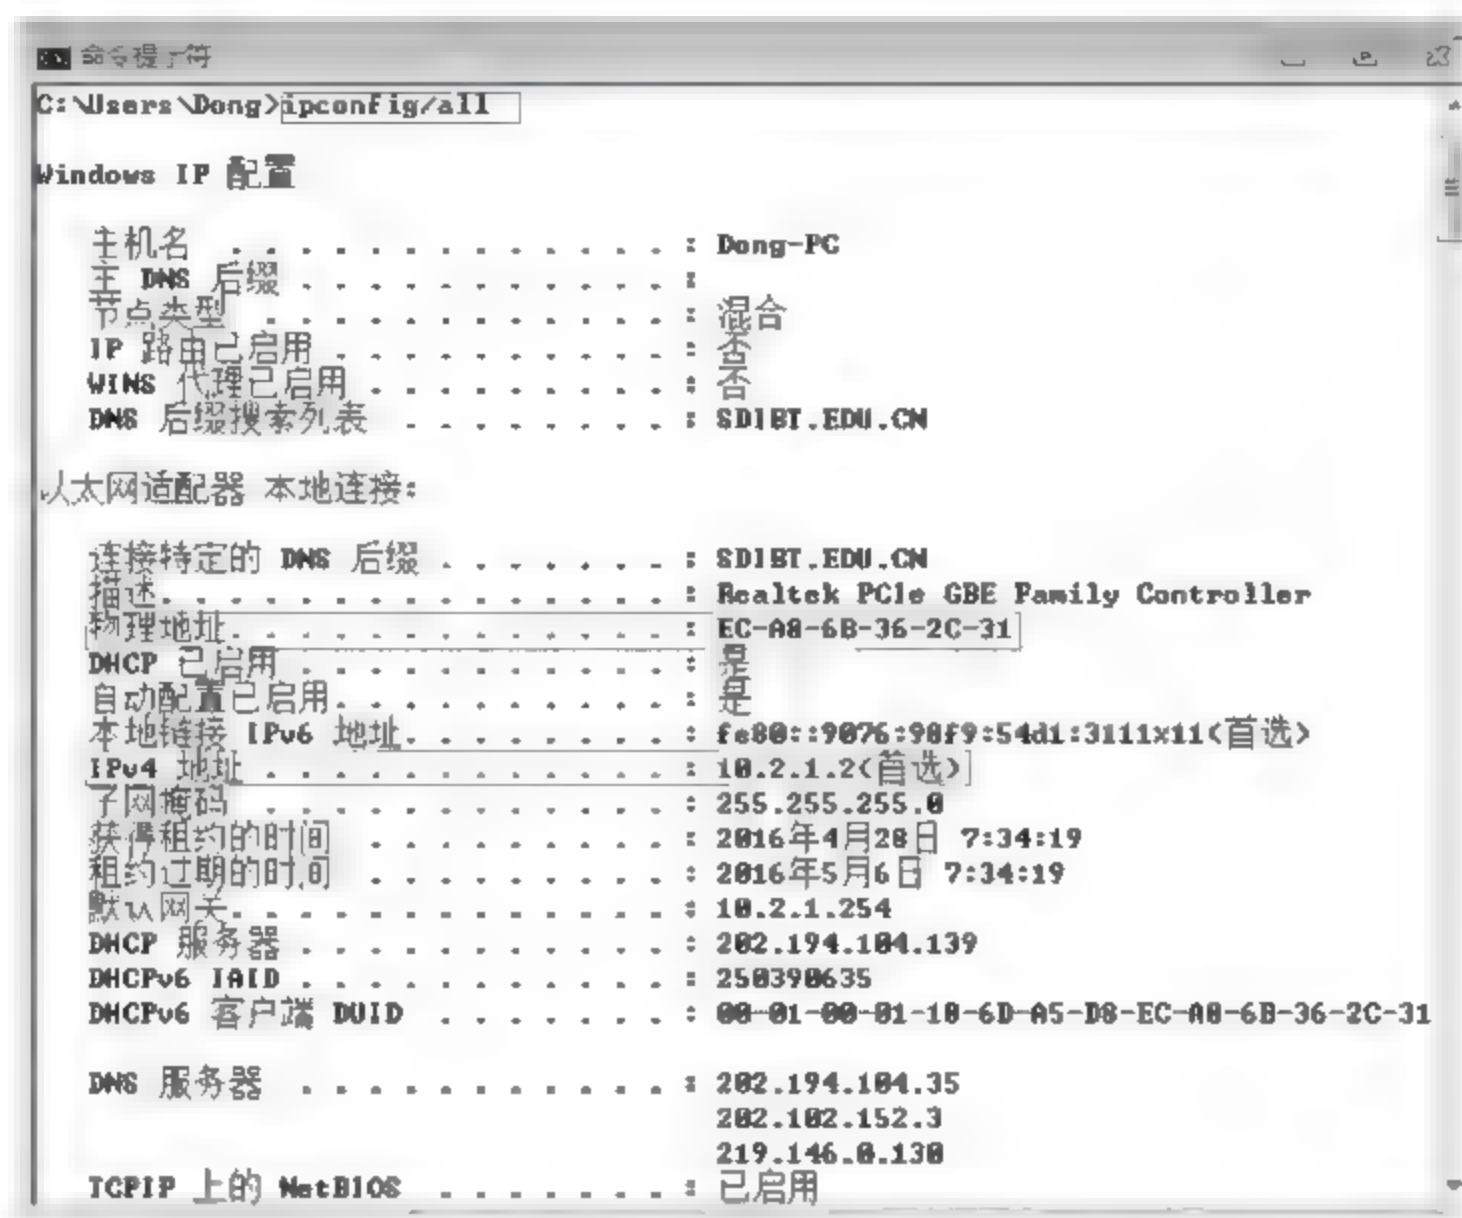 命令提示符
C:\Users\Dong>ipconfig/all
Windows IP 配置
主机名 . . . . . . . . . . . . . : Dong-PC
主 DNS 后缀 . . . . . . . . . . . :
节点类型 . . . . . . . . . . . . : 混合
IP 路由已启用 . . . . . . . . . . : 否
WINS 代理已启用 . . . . . . . . . : 否
DNS 后缀搜索列表 . . . . . . . . : SDIBT.EDU.CN
以太网适配器 本地连接:
连接特定的 DNS 后缀 . . . . . . . : SDIBT.EDU.CN
描述. . . . . . . . . . . . . . . : Realtek PCIe GBE Family Controller
物理地址. . . . . . . . . . . . . : EC-A8-6B-36-2C-31
DHCP 已启用 . . . . . . . . . . . : 是
自动配置已启用. . . . . . . . . . : 是
本地链接 IPv6 地址. . . . . . . . : fe80::9076:98f9:54d1:3111%11(首选)
IPv4 地址 . . . . . . . . . . . . : 10.2.1.2(首选)
子网掩码 . . . . . . . . . . . . : 255.255.255.0
获得租约的时间 . . . . . . . . . : 2016年4月28日 7:34:19
租约过期的时间 . . . . . . . . . : 2016年5月6日 7:34:19
默认网关. . . . . . . . . . . . . : 10.2.1.254
DHCP 服务器 . . . . . . . . . . . : 202.194.104.139
DHCPv6 IAID . . . . . . . . . . . : 250390635
DHCPv6 客户端 DUID . . . . . . . : 00-01-00-01-18-6D-A5-D8-EC-A8-6B-36-2C-31
DNS 服务器 . . . . . . . . . . . : 202.194.104.35
202.102.152.3
219.146.0.130
TCPIP 上的 NetBIOS . . . . . . . : 已启用